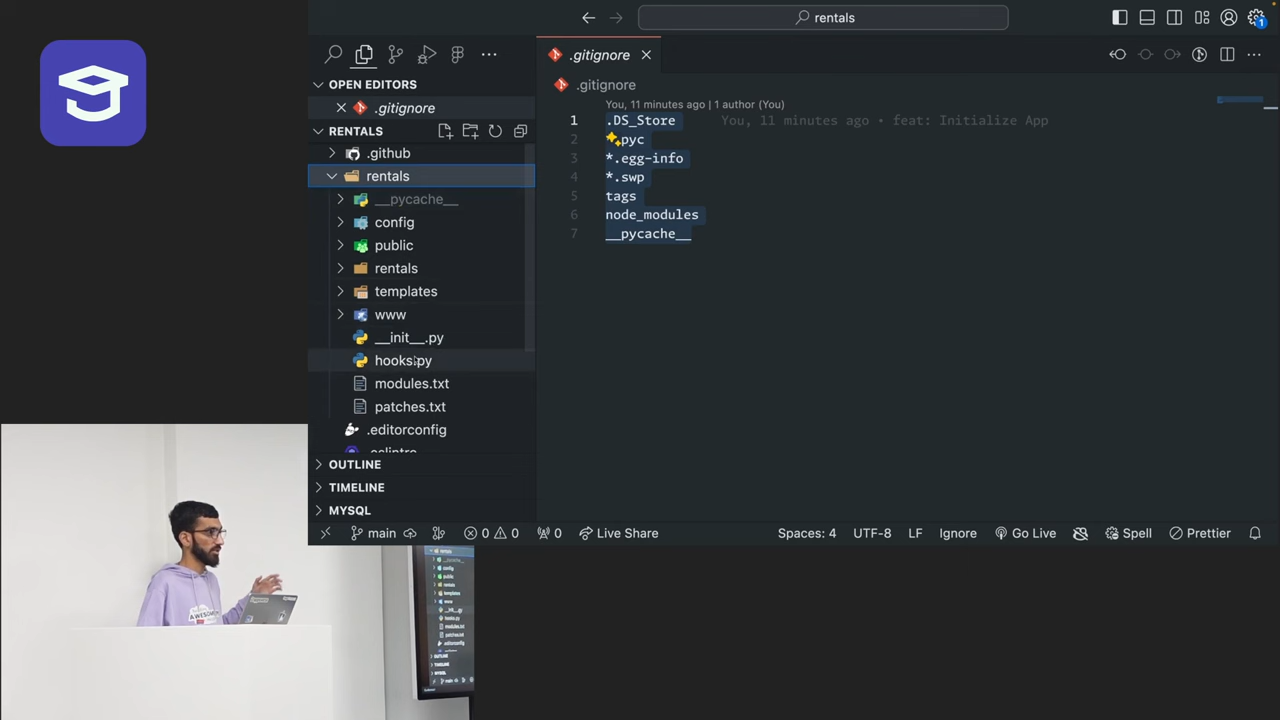 rentals
.gitignore
OPEN EDITORS
.gitignore
.gitignore
You, 11 minutes ago | 1 author (You)
RENTALS
1 .DS_Store You, 11 minutes ago • feat: Initialize App
.github
2 pyc
rentals
3 *.egg-info
__pycache__
4 *.swp
config
5 tags
public
6 node_modules
rentals
7 __pycache__
templates
www
__init__.py
hooks.py
modules.txt
patches.txt
.editorconfig
.eslintrc
OUTLINE
TIMELINE
MYSQL
main 0 0 0 Live Share Spaces: 4 UTF-8 LF Ignore Go Live Spell Prettier
AWESOME